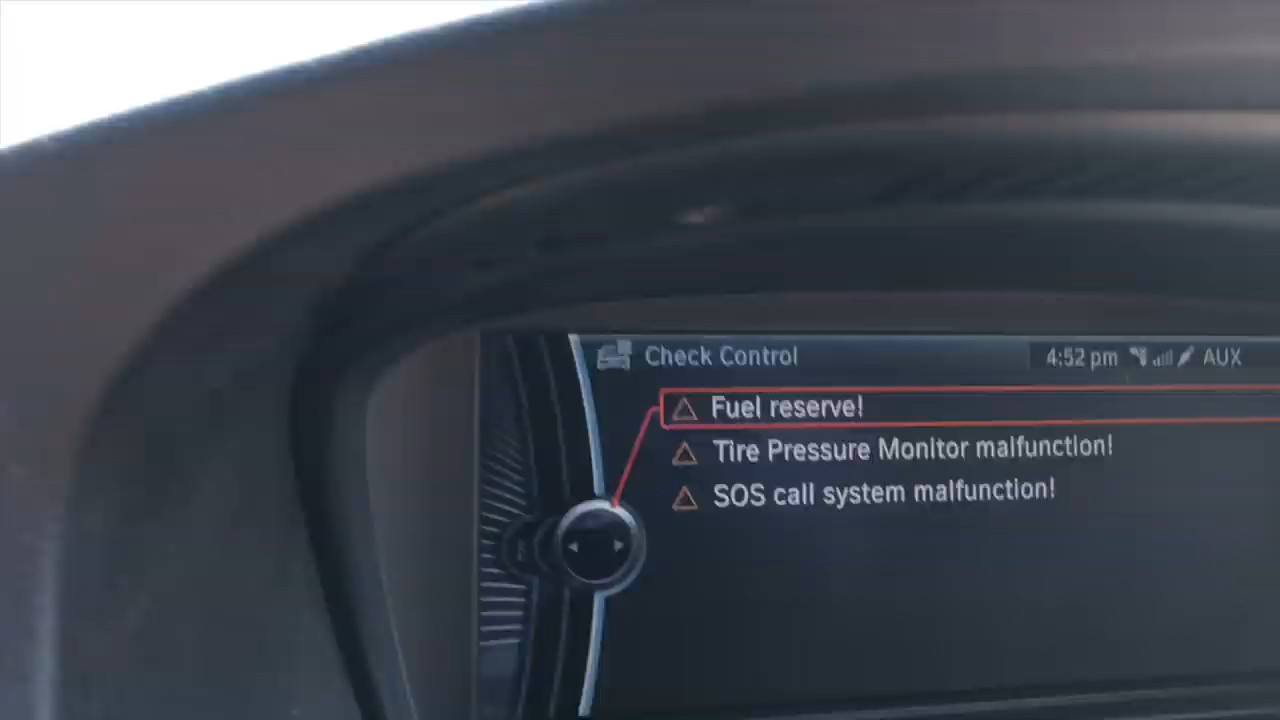 Check Control
4:52 pm AUX
Fuel reserve!
Tire Pressure Monitor malfunction!
SOS call system malfunction!